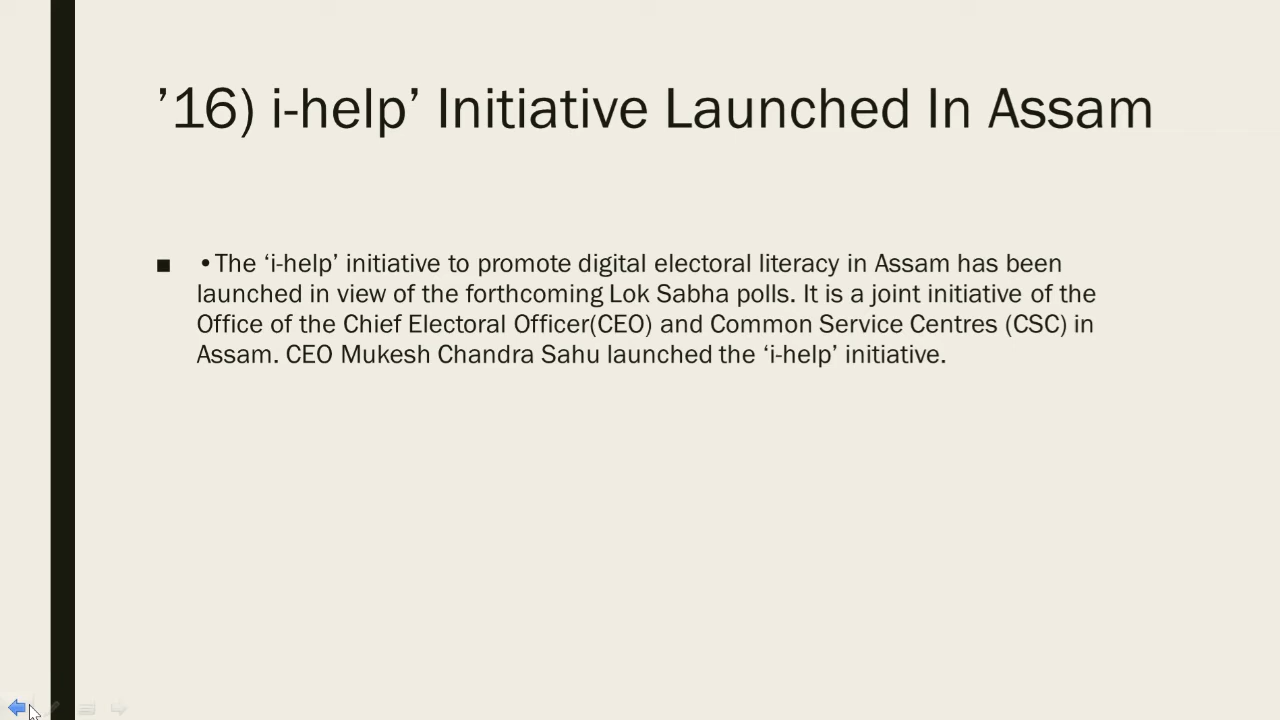 ’16) i-help’ Initiative Launched In Assam
■ •The ‘i-help’ initiative to promote digital electoral literacy in Assam has been
launched in view of the forthcoming Lok Sabha polls. It is a joint initiative of the
Office of the Chief Electoral Officer(CEO) and Common Service Centres (CSC) in
Assam. CEO Mukesh Chandra Sahu launched the ‘i-help’ initiative.